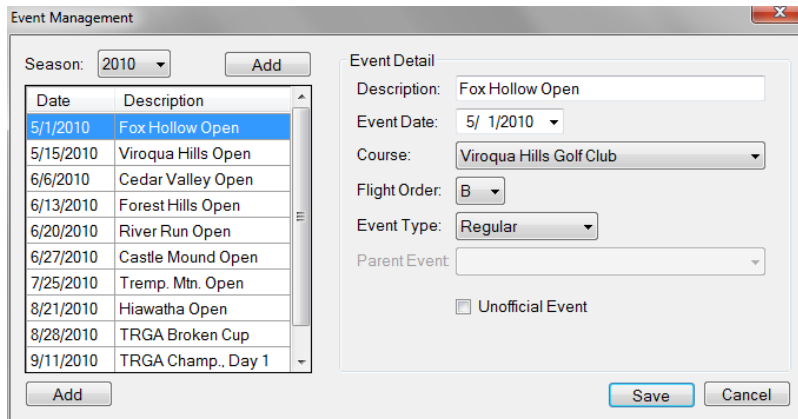 Event Management
Season: 2010 Add
Date Description
5/1/2010 Fox Hollow Open
5/15/2010 Viroqua Hills Open
6/6/2010 Cedar Valley Open
6/13/2010 Forest Hills Open
6/20/2010 River Run Open
6/27/2010 Castle Mound Open
7/25/2010 Tremp. Mtn. Open
8/21/2010 Hiawatha Open
8/28/2010 TRGA Broken Cup
9/11/2010 TRGA Champ., Day 1
Add
Event Detail
Description: Fox Hollow Open
Event Date: 5/ 1/2010
Course: Viroqua Hills Golf Club
Flight Order: B
Event Type: Regular
Parent Event:
Unofficial Event
Save Cancel